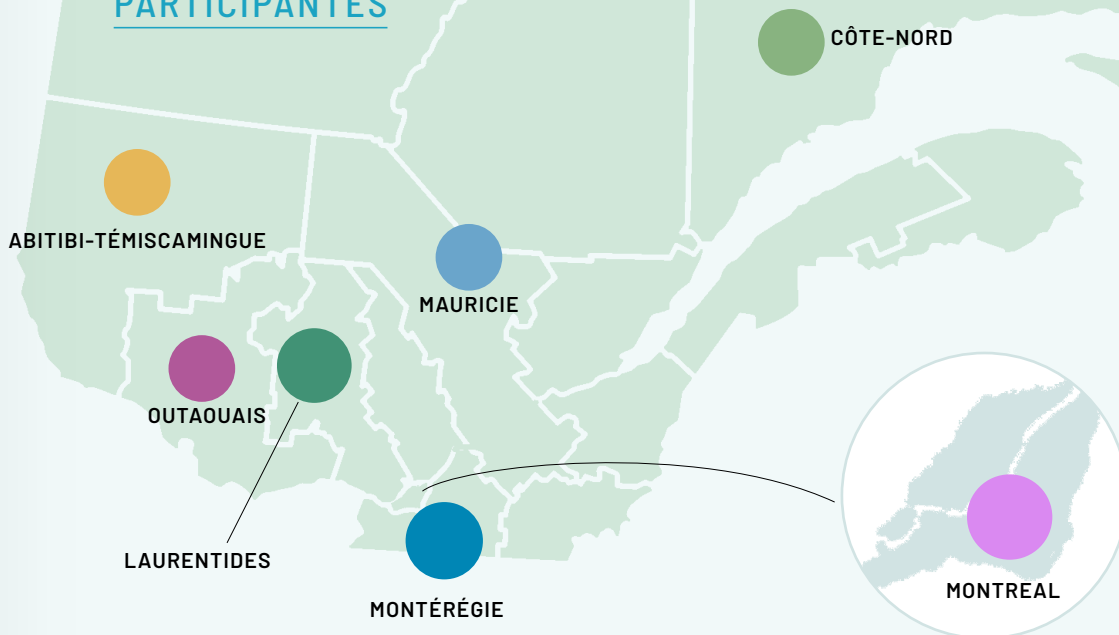 PARTICIPANTES
CÔTE-NORD
ABITIBI-TÉMISCAMINGUE
MAURICIE
OUTAOUAIS
LAURENTIDES
MONTREAL
MONTÉRÉGIE